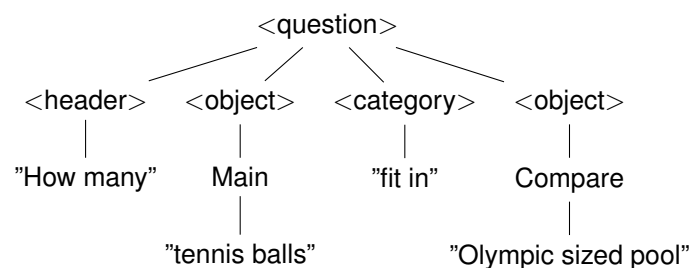 <question>
<header> <object> <category> <object>
”How many” Main ”fit in” Compare
”tennis balls” ”Olympic sized pool”